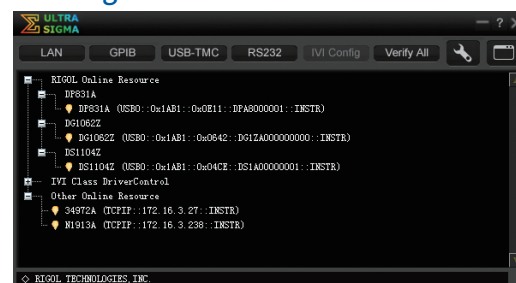 ULTRA
SIGMA
LAN GPIB USB-TMC RS232 IVI Config Verify All
RIGOL Online Resource
DP831A
DP831A (USB0::0x1AB1::0x0E11::DPA8000001::INSTR)
DG1062Z
DG1062Z (USB0::0x1AB1::0x0642::DG1ZA000000000::INSTR)
DS1104Z
DS1104Z (USB0::0x1AB1::0x04CE::DS1A00000001::INSTR)
IVI Class DriverControl
Other Online Resource
34972A (TCPIP::172.16.3.27::INSTR)
N1913A (TCPIP::172.16.3.238::INSTR)
RIGOL TECHNOLOGIES, INC.